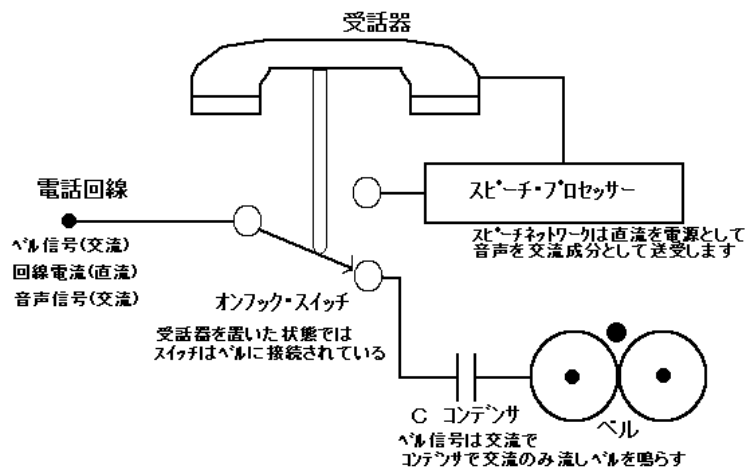 受話器
電話回線
ﾍﾞﾙ信号(交流)
回線電流(直流)
音声信号(交流)
スピーチ・プロセッサー
ｽﾋﾟｰﾁﾈｯﾄﾜｰｸは直流を電源として
音声を交流成分として送受します
オンフック・スイッチ
受話器を置いた状態では
ｽｲｯﾁはﾍﾞﾙに接続されている
C コンデンサ
ﾍﾞﾙ信号は交流で
ｺﾝﾃﾞﾝｻで交流のみ流しﾍﾞﾙを鳴らす
ベル